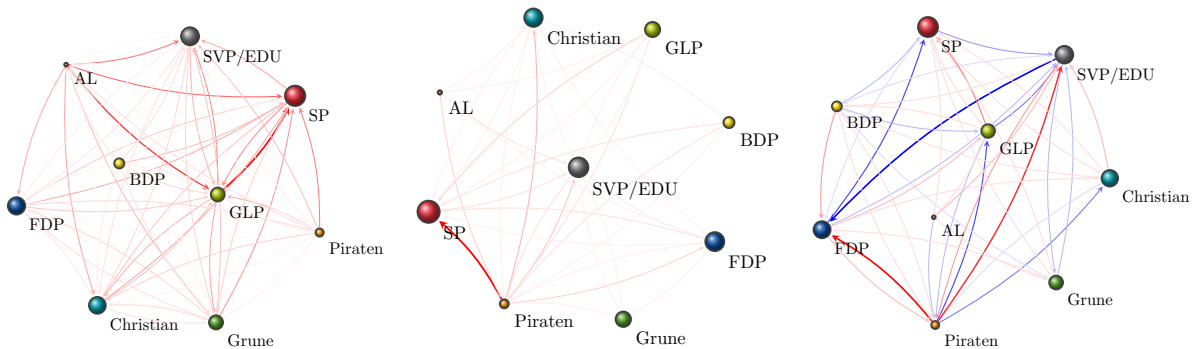 SVP/EDU
AL
SP
BDP
GLP
FDP
Piraten
Christian
Grune
Christian
GLP
AL
BDP
SVP/EDU
SP
FDP
Piraten
Grune
SP
SVP/EDU
BDP
GLP
Christian
AL
FDP
Grune
Piraten